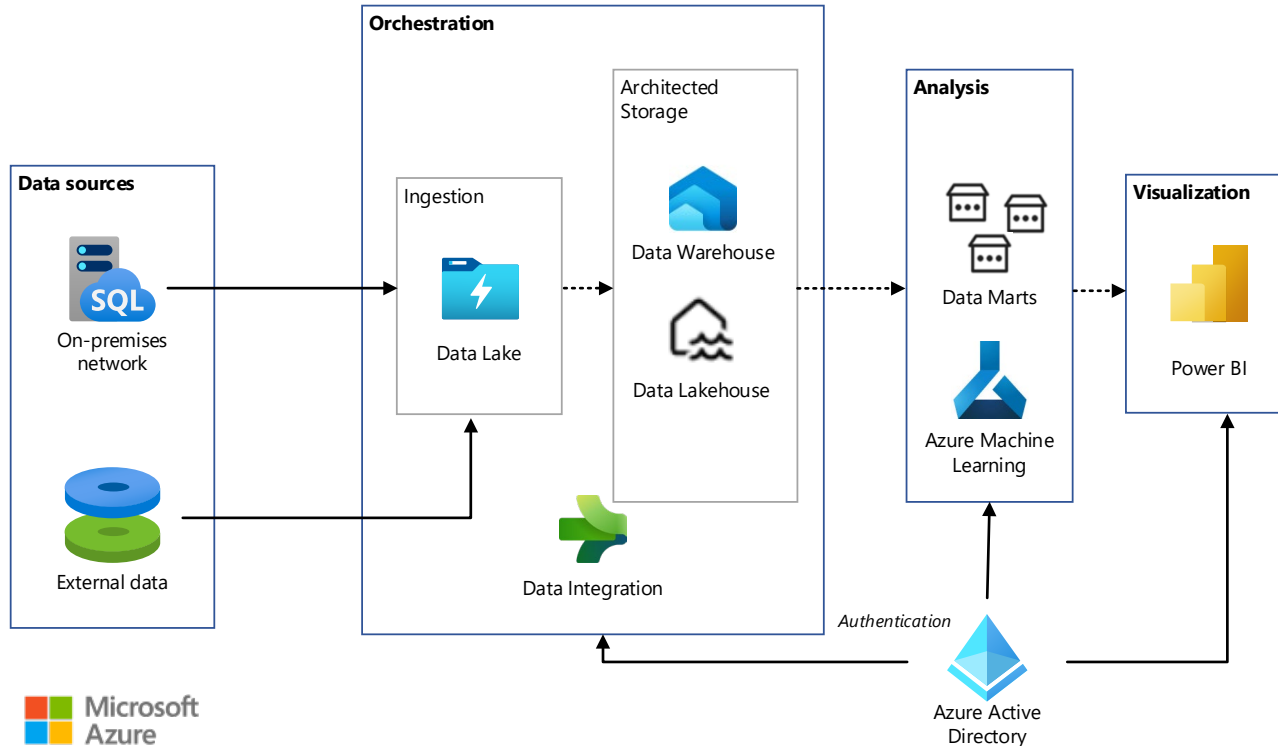 Orchestration
Architected
Storage
Analysis
Data sources
Ingestion
Visualization
Data Warehouse
SQL
Data Marts
On-premises
network
Data Lake
Data Lakehouse
Power BI
Azure Machine
Learning
External data
Data Integration
Authentication
Microsoft
Azure
Azure Active
Directory